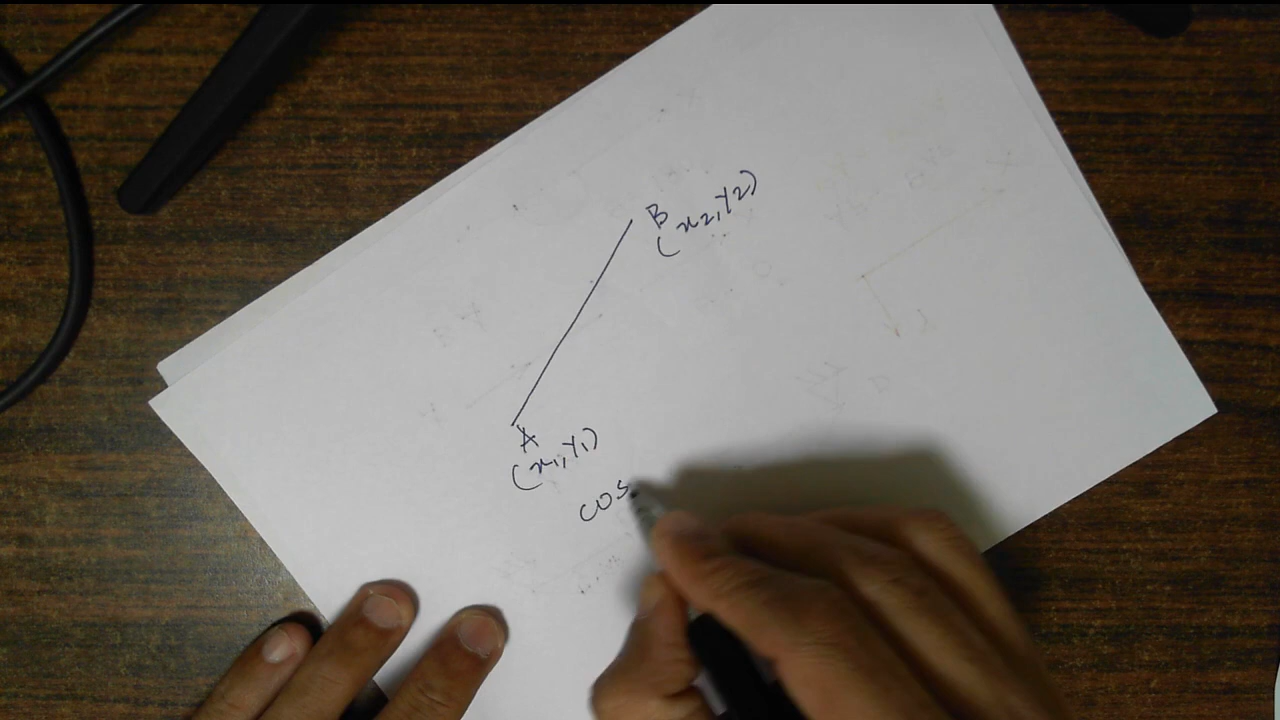 B
(x2, y2)
A
(x1, y1)
cos